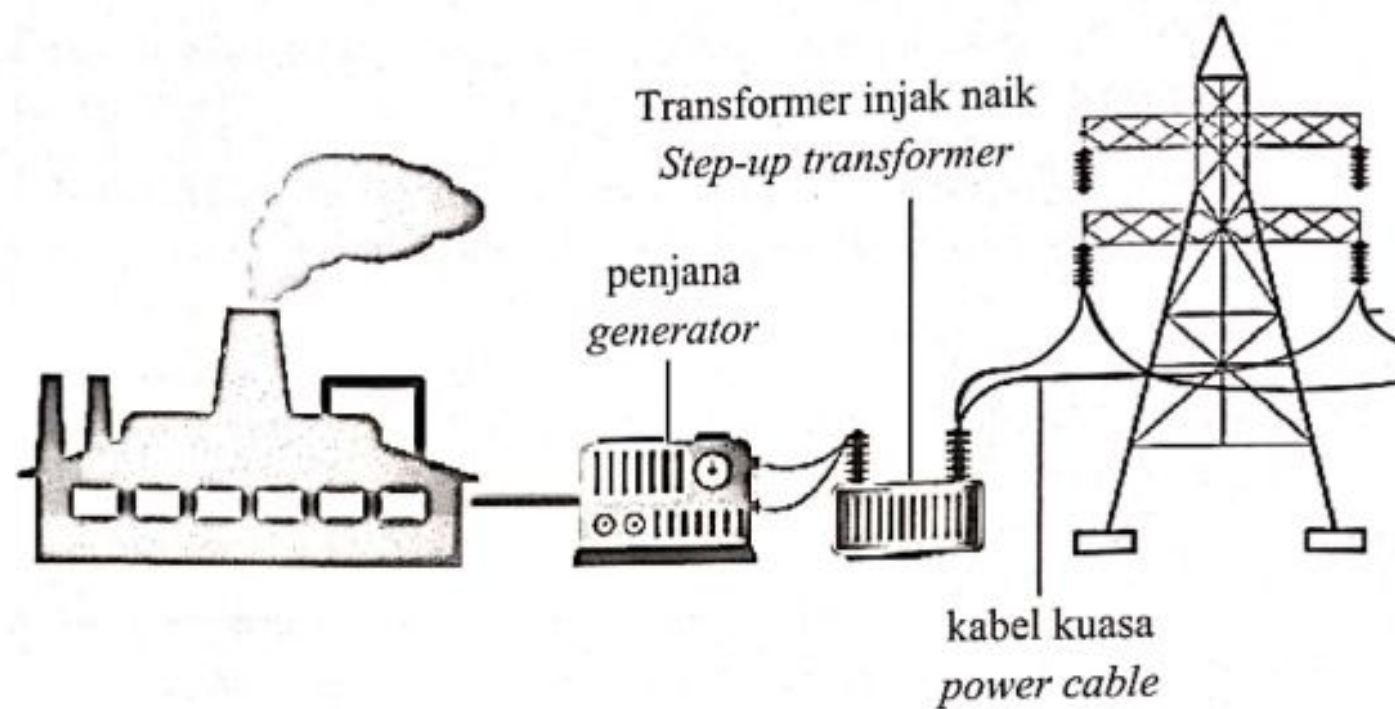 Transformer injak naik
Step-up transformer
penjana
generator
kabel kuasa
power cable